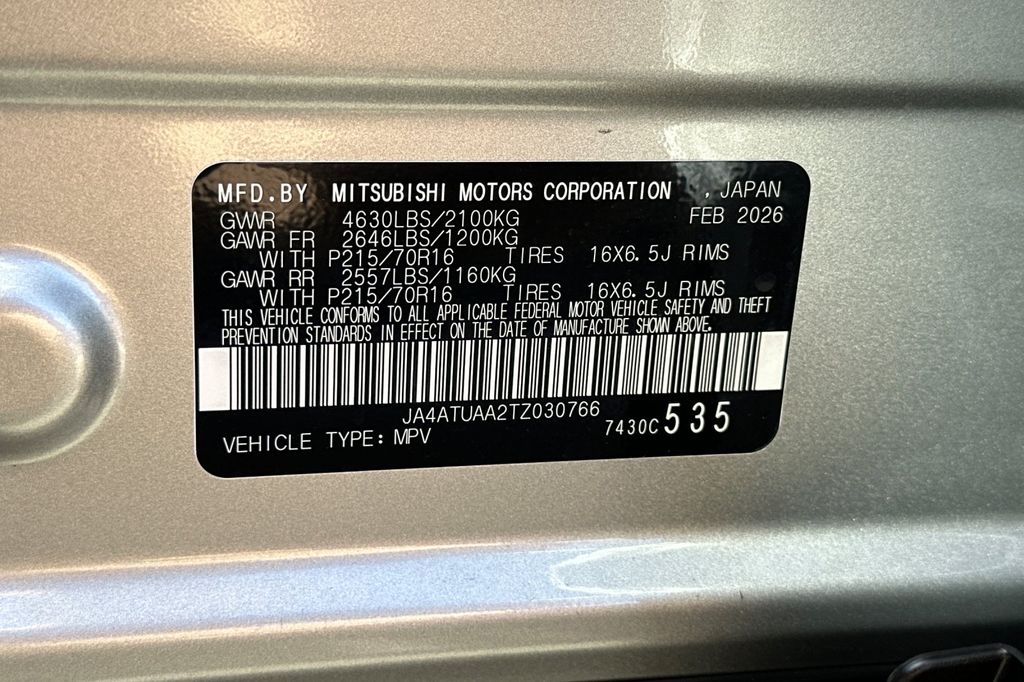 MFD.BY MITSUBISHI MOTORS CORPORATION , JAPAN
GVWR 4630LBS/2100KG FEB 2026
GAWR FR 2646LBS/1200KG
WITH P215/70R16 TIRES 16X6.5J RIMS
GAWR RR 2557LBS/1160KG
WITH P215/70R16 TIRES 16X6.5J RIMS
THIS VEHICLE CONFORMS TO ALL APPLICABLE FEDERAL MOTOR VEHICLE SAFETY AND THEFT
PREVENTION STANDARDS IN EFFECT ON THE DATE OF MANUFACTURE SHOWN ABOVE.
JA4ATUAA2TZ030766
VEHICLE TYPE: MPV 7430C 535